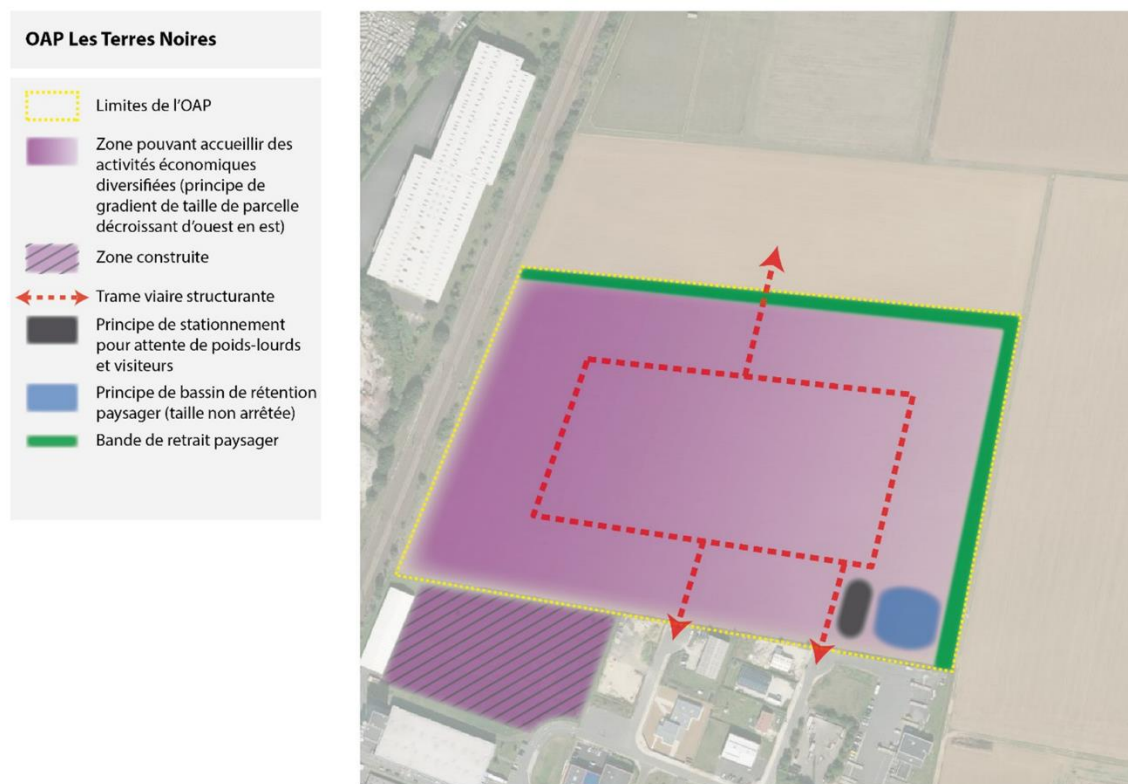 OAP Les Terres Noires
Limites de l'OAP
Zone pouvant accueillir des
activités économiques
diversifiées (principe de
gradient de taille de parcelle
décroissant d'ouest en est)
Zone construite
Trame viaire structurante
Principe de stationnement
pour attente de poids-lourds
et visiteurs
Principe de bassin de rétention
paysager (taille non arrêtée)
Bande de retrait paysager